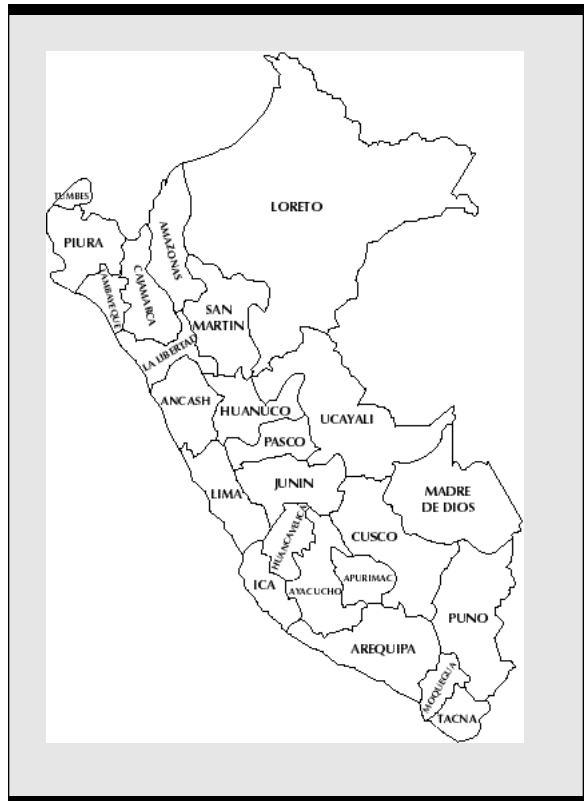 LORETO
TUMBES
PIURA
AMAZONAS
CAJAMARCA
LAMBAYEQUE
SAN
MARTIN
LA LIBERTAD
ANCASH
HUANUCO
UCAYALI
PASCO
JUNIN
LIMA
MADRE
DE DIOS
HUANCAVELICA
CUSCO
ICA
AYACUCHO
APURIMAC
PUNO
AREQUIPA
MOQUEGUA
TACNA